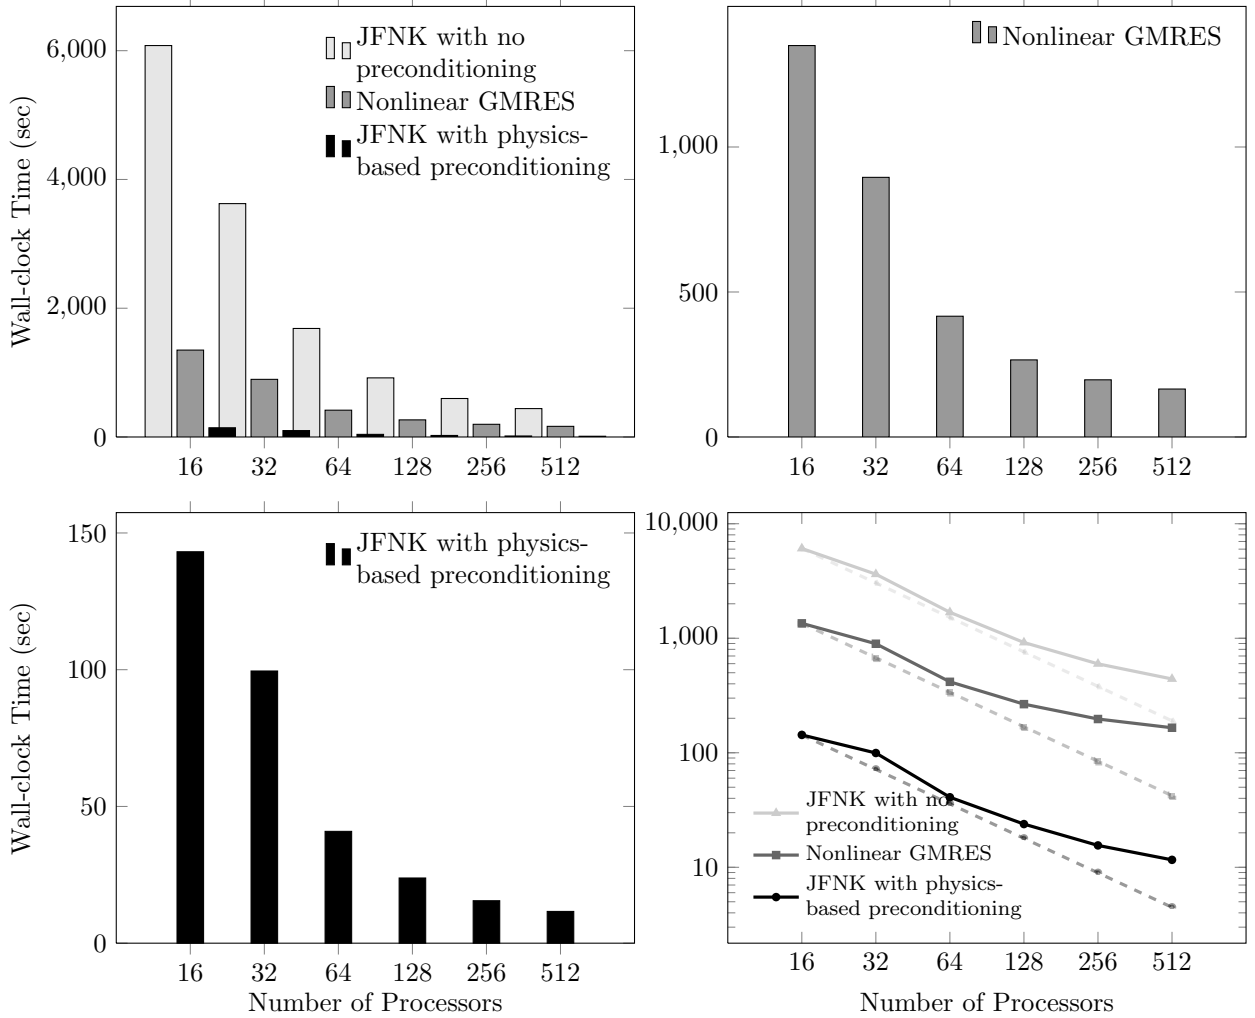 6,000
4,000
2,000
0
Wall-clock Time (sec)
JFNK with no
preconditioning
Nonlinear GMRES
JFNK with physics-
based preconditioning
16 32 64 128 256 512
1,000
500
0
Nonlinear GMRES
16 32 64 128 256 512
150
100
50
0
Wall-clock Time (sec)
JFNK with physics-
based preconditioning
16 32 64 128 256 512
Number of Processors
10,000
1,000
100
10
JFNK with no
preconditioning
Nonlinear GMRES
JFNK with physics-
based preconditioning
16 32 64 128 256 512
Number of Processors